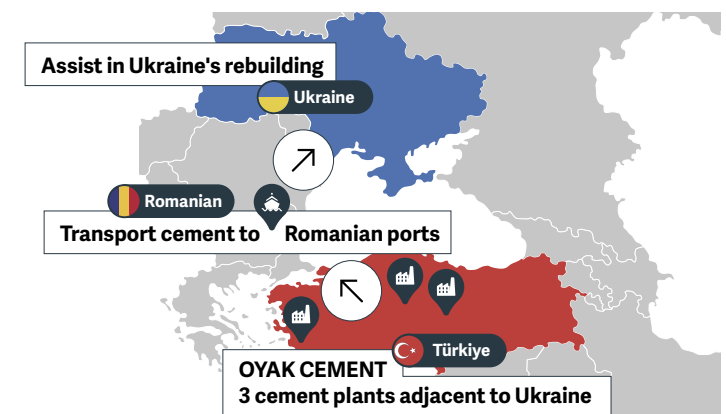 Assist in Ukraine's rebuilding
Ukraine
Romanian
Transport cement to Romanian ports
Türkiye
OYAK CEMENT
3 cement plants adjacent to Ukraine